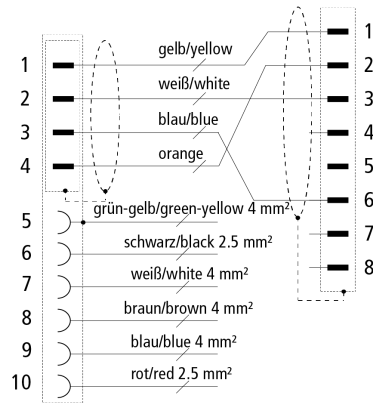 gelb/yellow
weiß/white
blau/blue
orange
grün-gelb/green-yellow 4 mm²
schwarz/black 2.5 mm²
weiß/white 4 mm²
braun/brown 4 mm²
blau/blue 4 mm²
rot/red 2.5 mm²
1
2
3
4
5
6
7
8
9
10
1
2
3
4
5
6
7
8